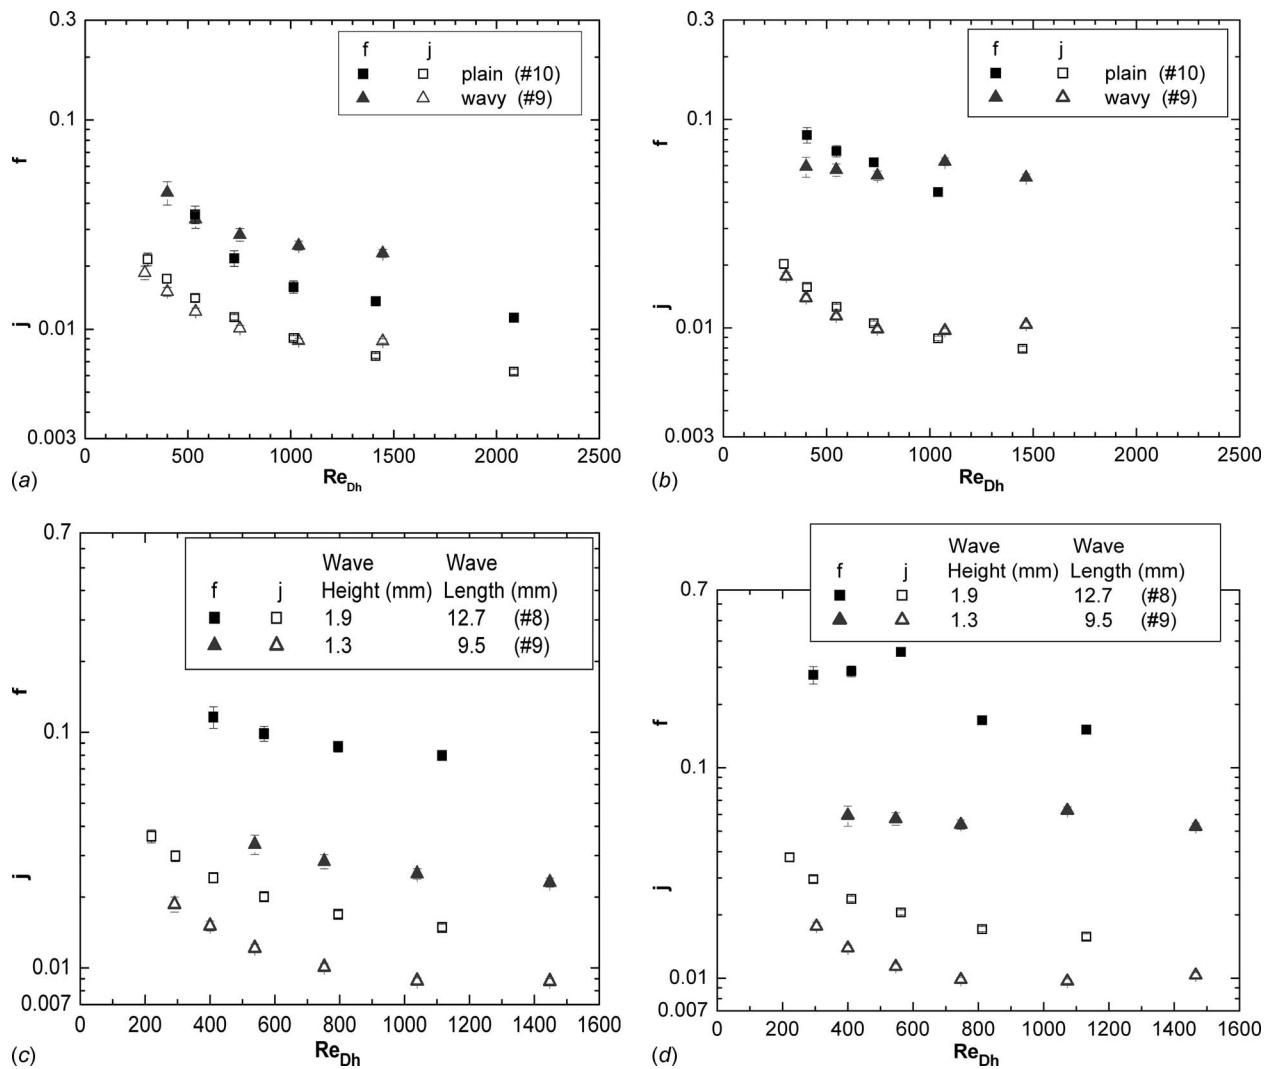 0.3
f j
plain (#10)
wavy (#9)
0.1
f
j
0.01
0.003
0 500 1000 1500 2000 2500
(a) Re_Dh
0.3
f j
plain (#10)
wavy (#9)
0.1
f
j
0.01
0.003
0 500 1000 1500 2000 2500
(b) Re_Dh
0.7
Wave Wave
f j Height (mm) Length (mm)
1.9 12.7 (#8)
1.3 9.5 (#9)
f
0.1
j
0.01
0.007
0 200 400 600 800 1000 1200 1400 1600
(c) Re_Dh
Wave Wave
f j Height (mm) Length (mm)
0.7
1.9 12.7 (#8)
1.3 9.5 (#9)
f
0.1
j
0.01
0.007
0 200 400 600 800 1000 1200 1400 1600
(d) Re_Dh